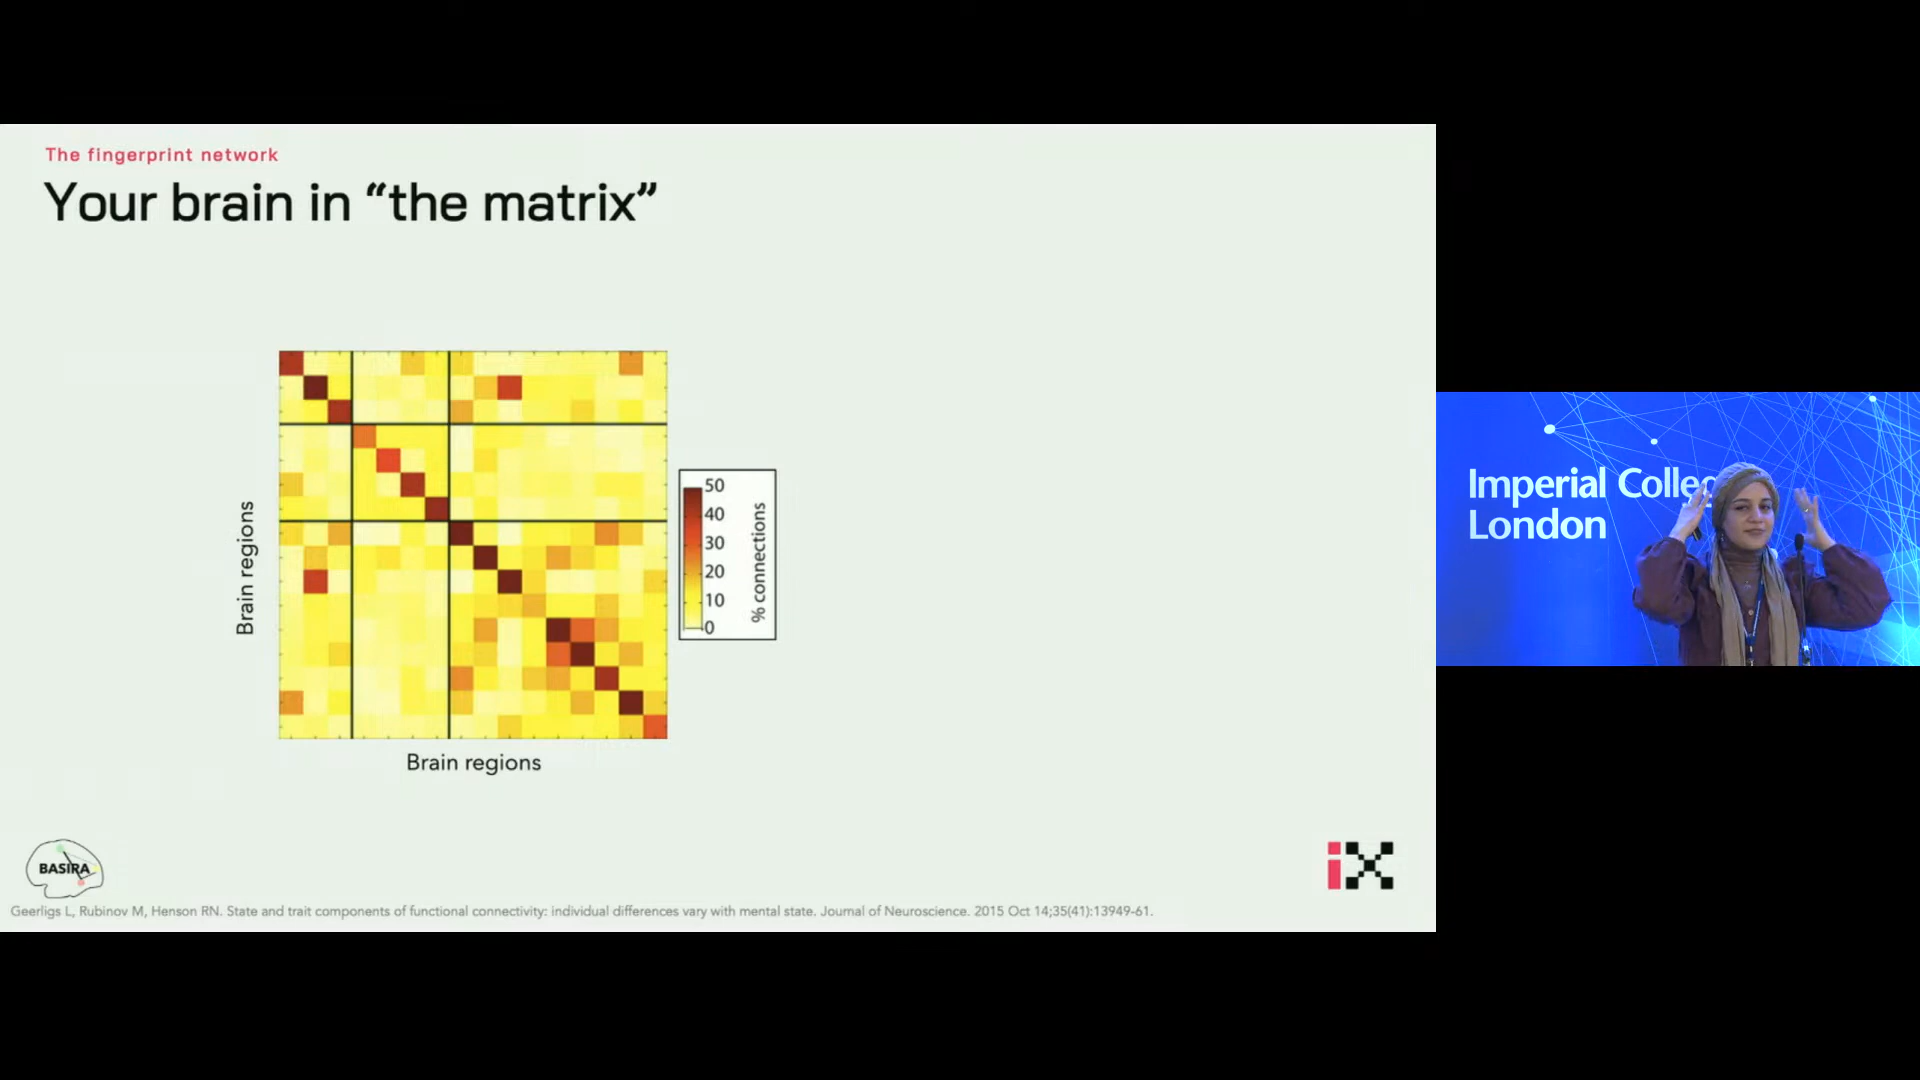 The fingerprint network
Your brain in “the matrix”
Brain regions
50
40
30
20
10
0
% connections
Brain regions
BASIRA
iX
Geerligs L, Rubinov M, Henson RN. State and trait components of functional connectivity: individual differences vary with mental state. Journal of Neuroscience. 2015 Oct 14;35(41):13949-61.
Imperial Colleg
London